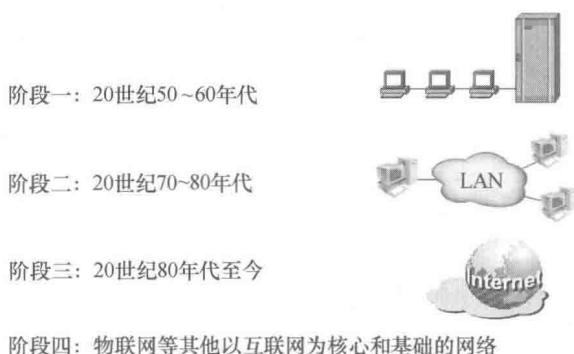 阶段一：20世纪50~60年代
阶段二：20世纪70~80年代
LAN
阶段三：20世纪80年代至今
Internet
阶段四：物联网等其他以互联网为核心和基础的网络